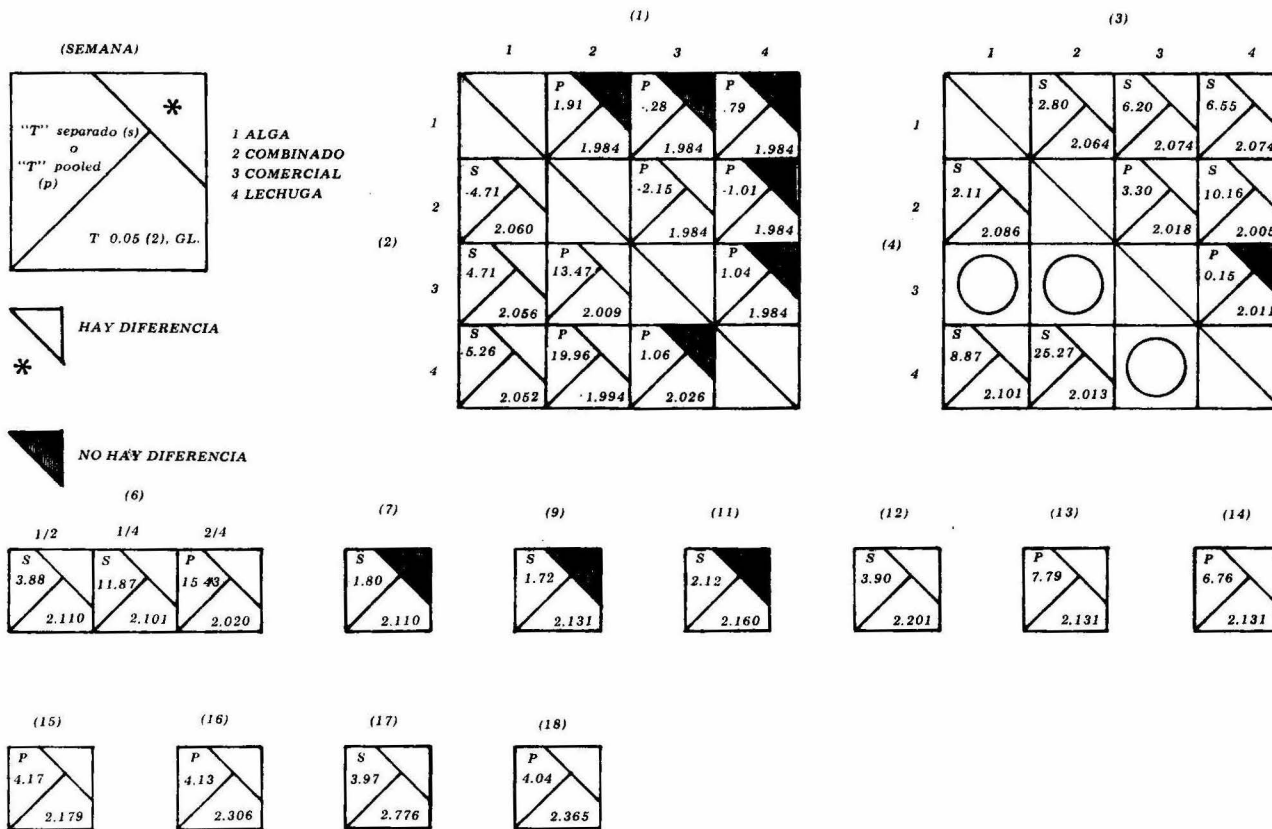 (SEMANA)
*
"T" separado (s)
o
"T" pooled
(p)
T 0.05 (2), GL.
1 ALGA
2 COMBINADO
3 COMERCIAL
4 LECHUGA
HAY DIFERENCIA
*
NO HAY DIFERENCIA
(1)
1 2 3 4
1
P 1.91 1.984
P -.28 1.984
P .79 1.984
2
S -4.71 2.060
P -2.15 1.984
P -1.01 1.984
(2)
3
S 4.71 2.056
P 13.47 2.009
P 1.04 1.984
4
S -5.26 2.052
P 19.96 1.994
P 1.06 2.026
(3)
1 2 3 4
1
S 2.80 2.064
S 6.20 2.074
S 6.55 2.074
2
S 2.11 2.086
P 3.30 2.018
S 10.16 2.005
(4)
3
P 0.15 2.011
4
S 8.87 2.101
S 25.27 2.013
(6)
1/2 1/4 2/4
S 3.88 2.110
S 11.87 2.101
P 15.43 2.020
(7)
S 1.80 2.110
(9)
S 1.72 2.131
(11)
S 2.12 2.160
(12)
S 3.90 2.201
(13)
P 7.79 2.131
(14)
P 6.76 2.131
(15)
P 4.17 2.179
(16)
P 4.13 2.306
(17)
S 3.97 2.776
(18)
P 4.04 2.365